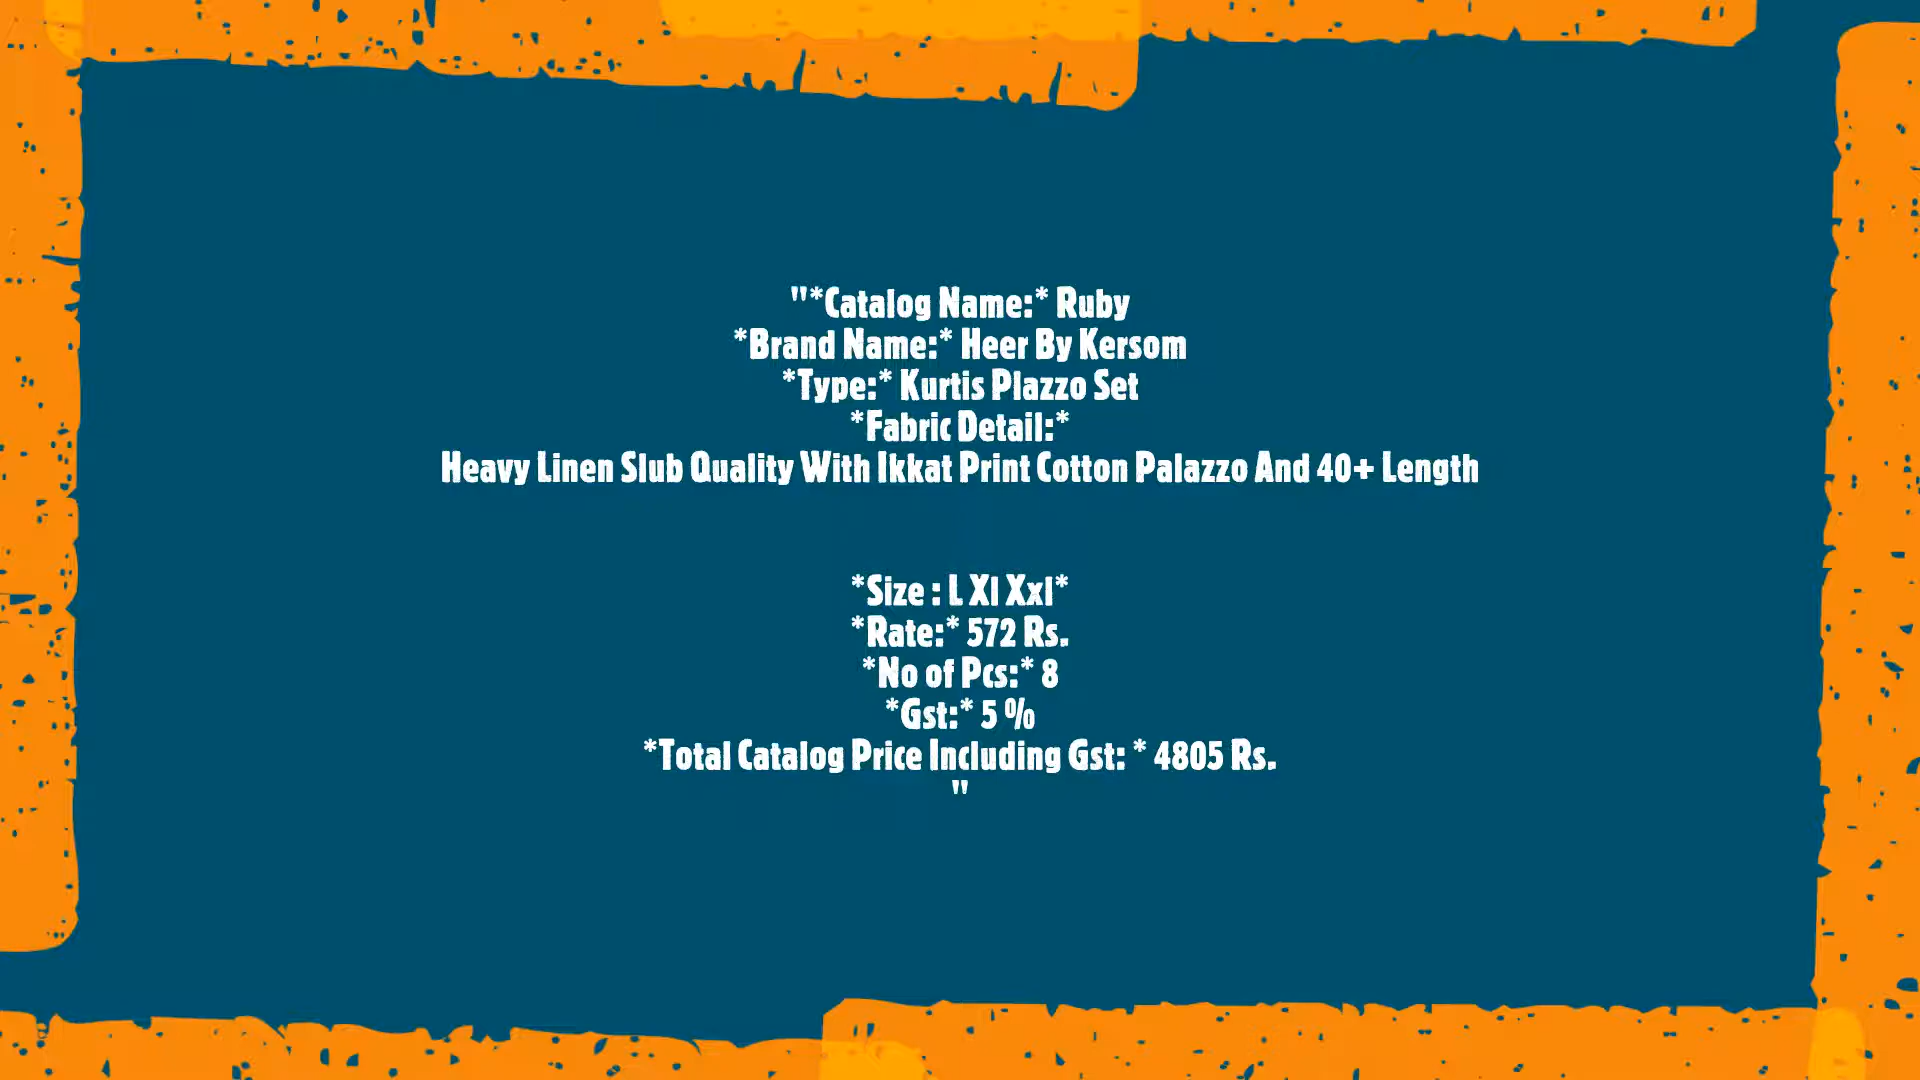 "*Catalog Name:* Ruby
*Brand Name:* Heer By Kersom
*Type:* Kurtis Plazzo Set
*Fabric Detail:*
Heavy Linen Slub Quality With Ikkat Print Cotton Palazzo And 40+ Length
*Size : L Xl Xxl*
*Rate:* 572 Rs.
*No of Pcs:* 8
*Gst:* 5 %
*Total Catalog Price Including Gst: * 4805 Rs.
"